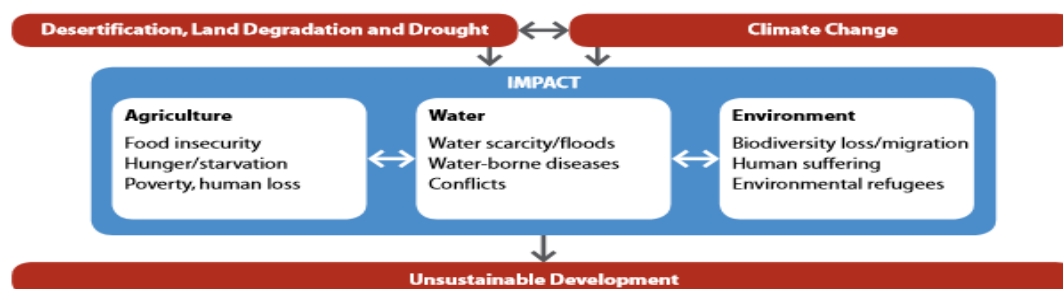 Desertification, Land Degradation and Drought
Climate Change
IMPACT
Agriculture
Food insecurity
Hunger/starvation
Poverty, human loss
Water
Water scarcity/floods
Water-borne diseases
Conflicts
Environment
Biodiversity loss/migration
Human suffering
Environmental refugees
Unsustainable Development